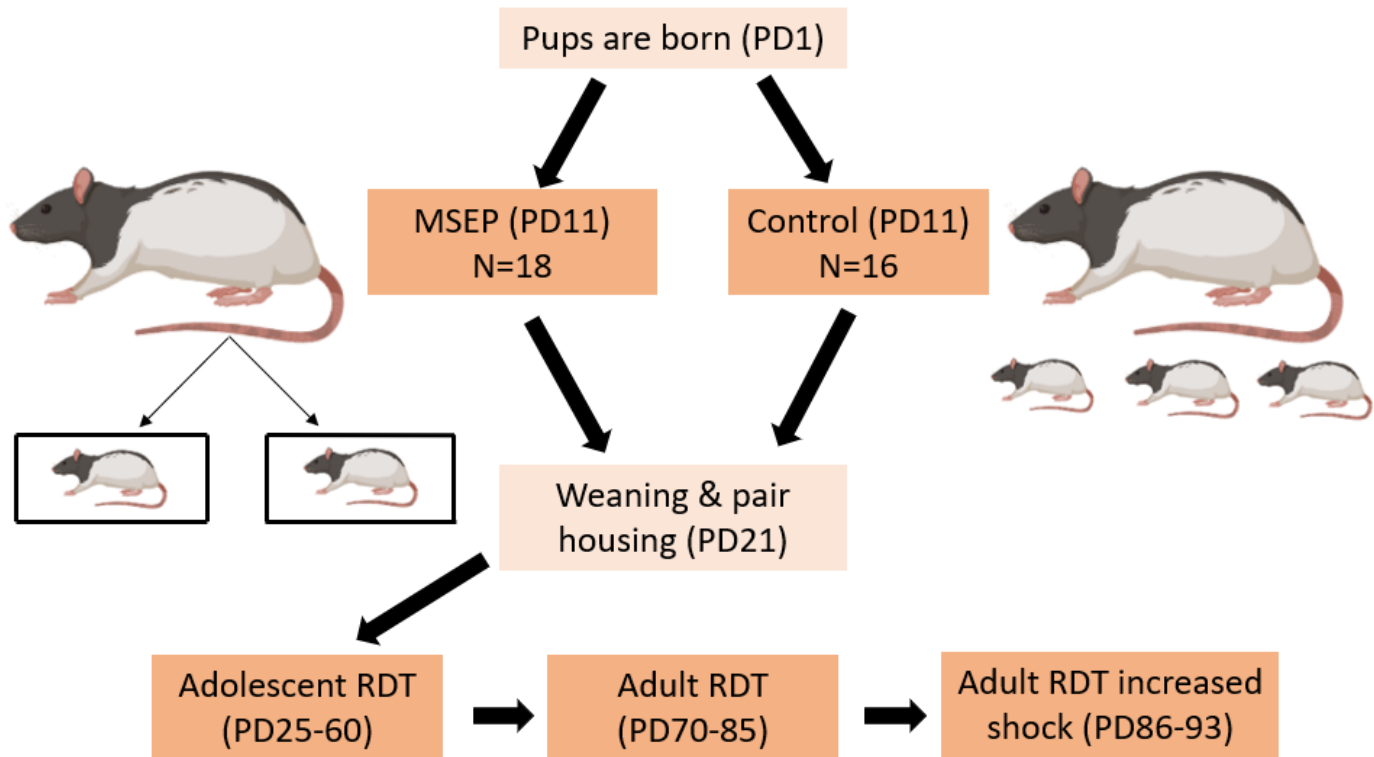 Pups are born (PD1)
MSEP (PD11)
N=18
Control (PD11)
N=16
Weaning & pair
housing (PD21)
Adolescent RDT
(PD25-60)
Adult RDT
(PD70-85)
Adult RDT increased
shock (PD86-93)